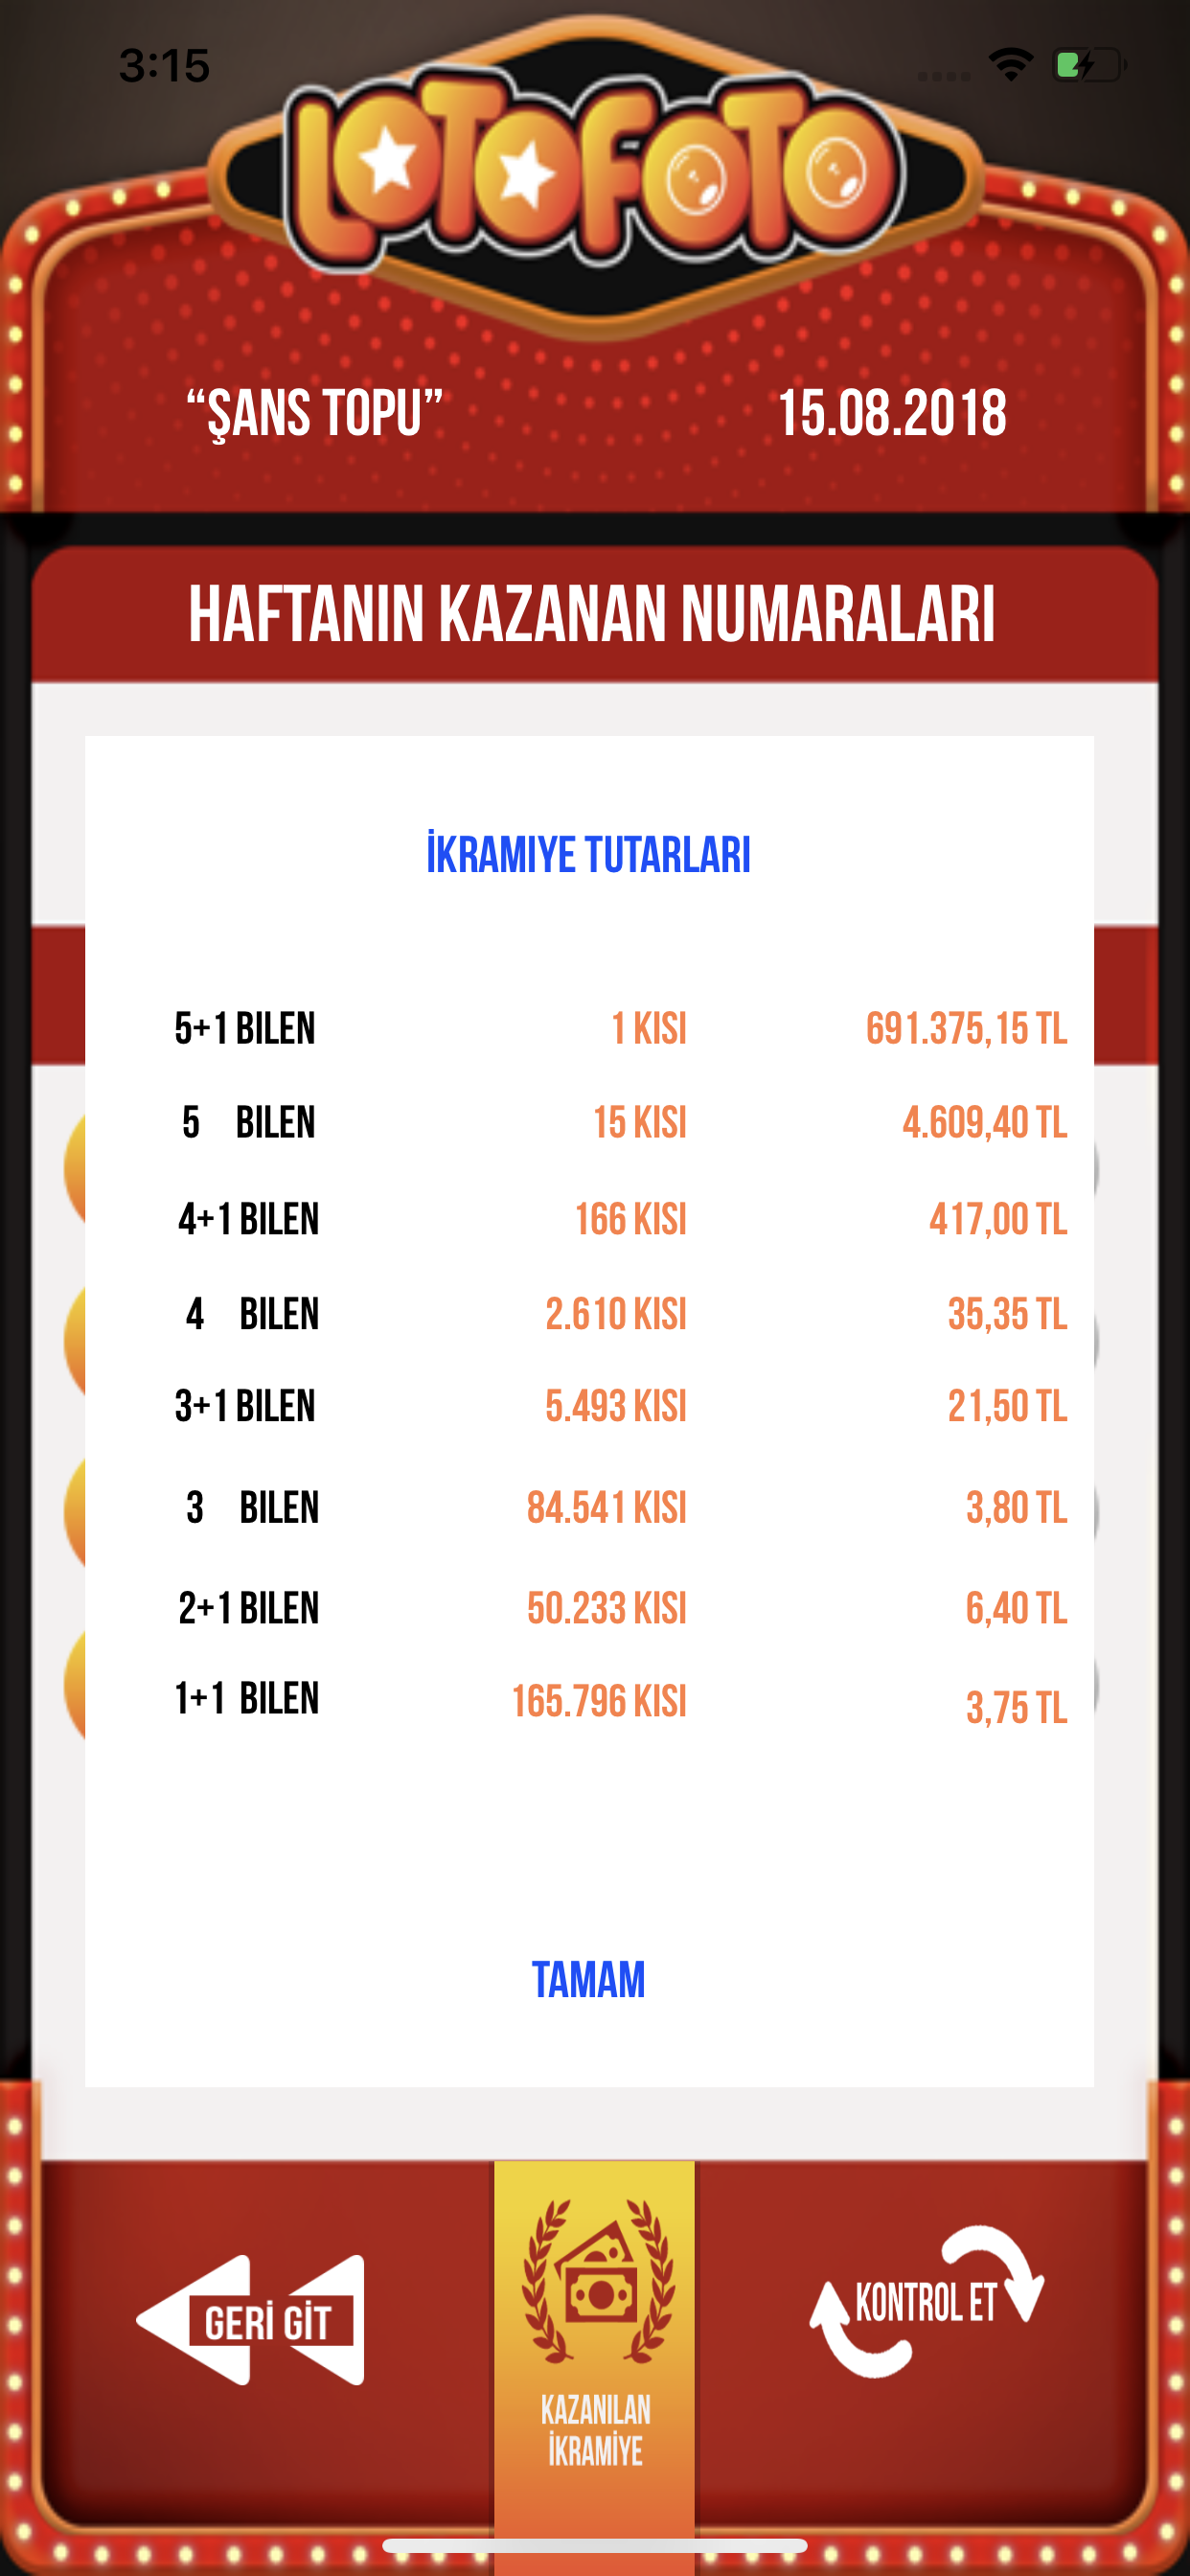 3:15
LOTOFOTO
“ŞANS TOPU” 15.08.2018
HAFTANIN KAZANAN NUMARALARI
İKRAMIYE TUTARLARI
5+1 BILEN 1 KISI 691.375,15 TL
5 BILEN 15 KISI 4.609,40 TL
4+1 BILEN 166 KISI 417,00 TL
4 BILEN 2.610 KISI 35,35 TL
3+1 BILEN 5.493 KISI 21,50 TL
3 BILEN 84.541 KISI 3,80 TL
2+1 BILEN 50.233 KISI 6,40 TL
1+1 BILEN 165.796 KISI 3,75 TL
TAMAM
GERİ GİT
KONTROL ET
KAZANILAN
İKRAMİYE